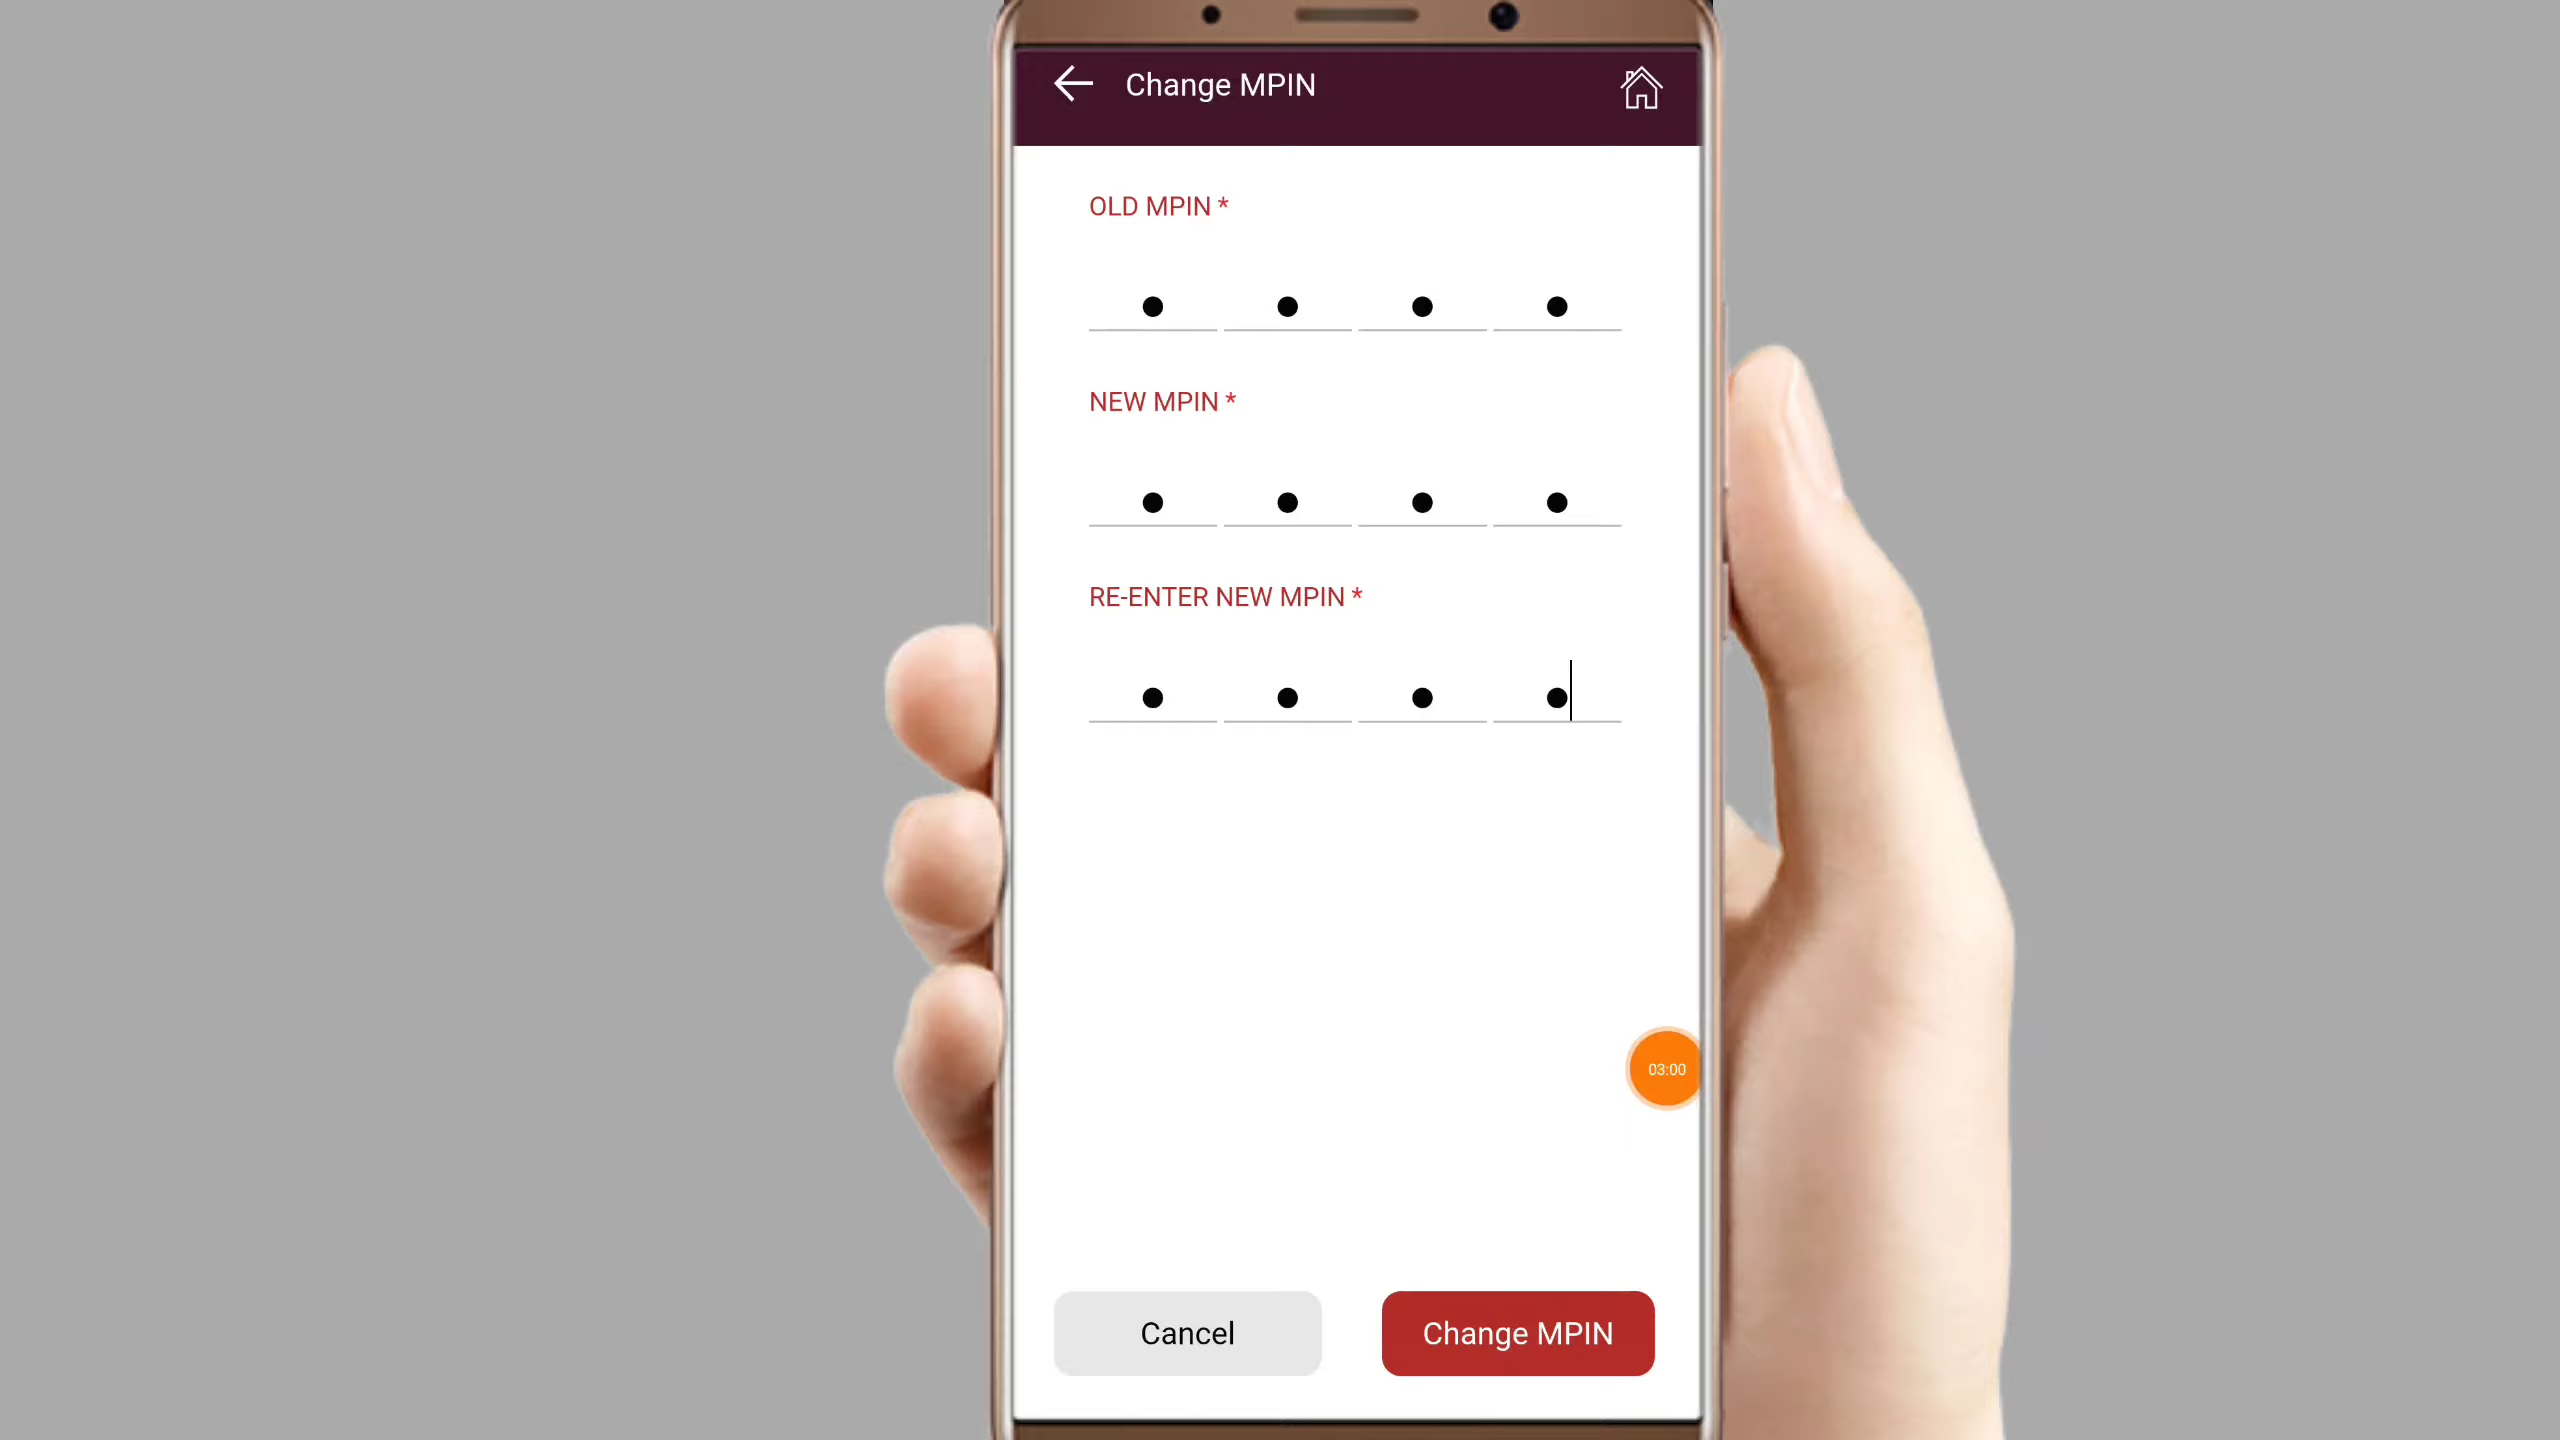 Change MPIN
OLD MPIN *
NEW MPIN *
RE-ENTER NEW MPIN *
03:00
Cancel
Change MPIN